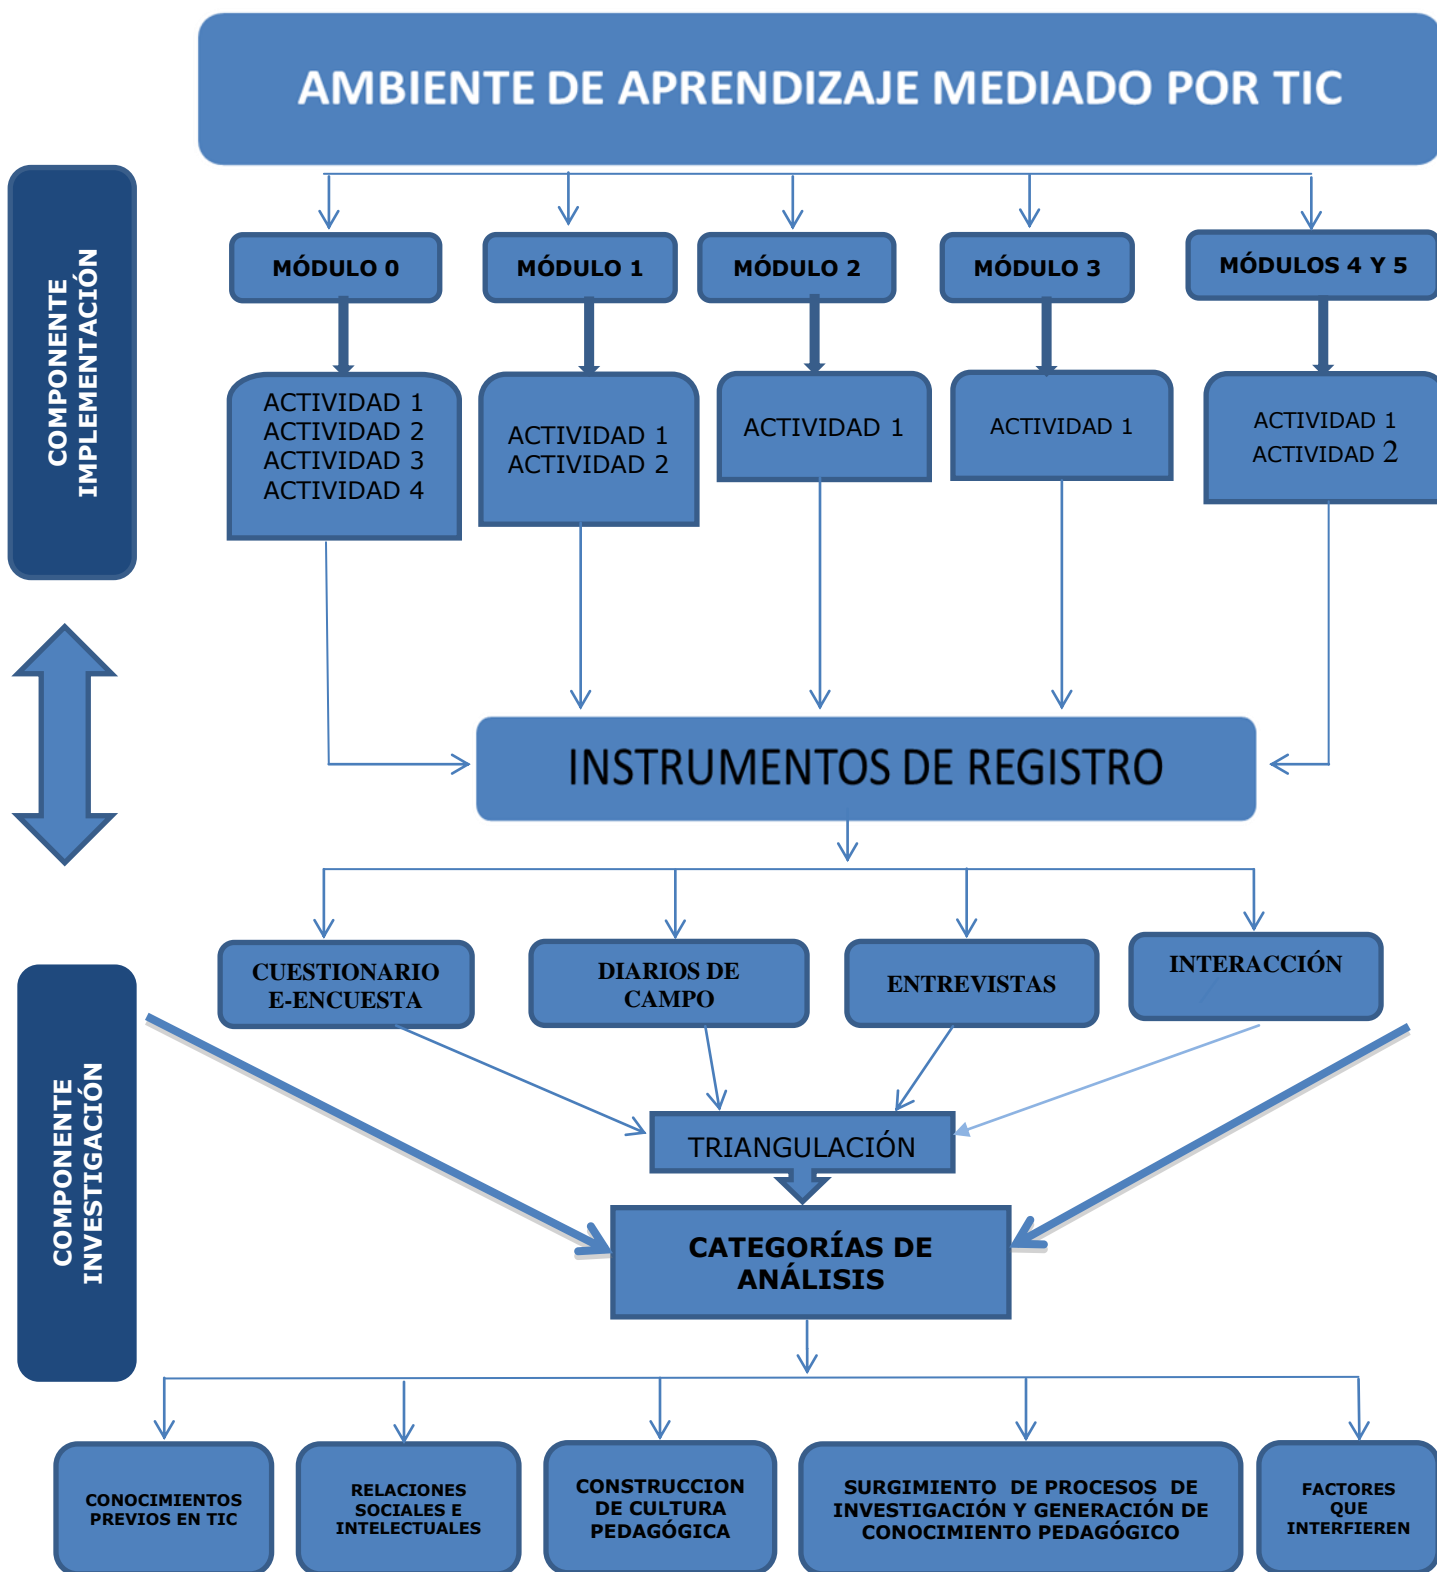 AMBIENTE DE APRENDIZAJE MEDIADO POR TIC
COMPONENTE
IMPLEMENTACIÓN
MÓDULO 0
MÓDULO 1
MÓDULO 2
MÓDULO 3
MÓDULOS 4 Y 5
ACTIVIDAD 1
ACTIVIDAD 2
ACTIVIDAD 3
ACTIVIDAD 4
ACTIVIDAD 1
ACTIVIDAD 2
ACTIVIDAD 1
ACTIVIDAD 1
ACTIVIDAD 1
ACTIVIDAD 2
INSTRUMENTOS DE REGISTRO
COMPONENTE
INVESTIGACIÓN
CUESTIONARIO
E-ENCUESTA
DIARIOS DE
CAMPO
ENTREVISTAS
INTERACCIÓN
TRIANGULACIÓN
CATEGORÍAS DE
ANÁLISIS
CONOCIMIENTOS
PREVIOS EN TIC
RELACIONES
SOCIALES E
INTELECTUALES
CONSTRUCCION
DE CULTURA
PEDAGÓGICA
SURGIMIENTO DE PROCESOS DE
INVESTIGACIÓN Y GENERACIÓN DE
CONOCIMIENTO PEDAGÓGICO
FACTORES
QUE
INTERFIEREN